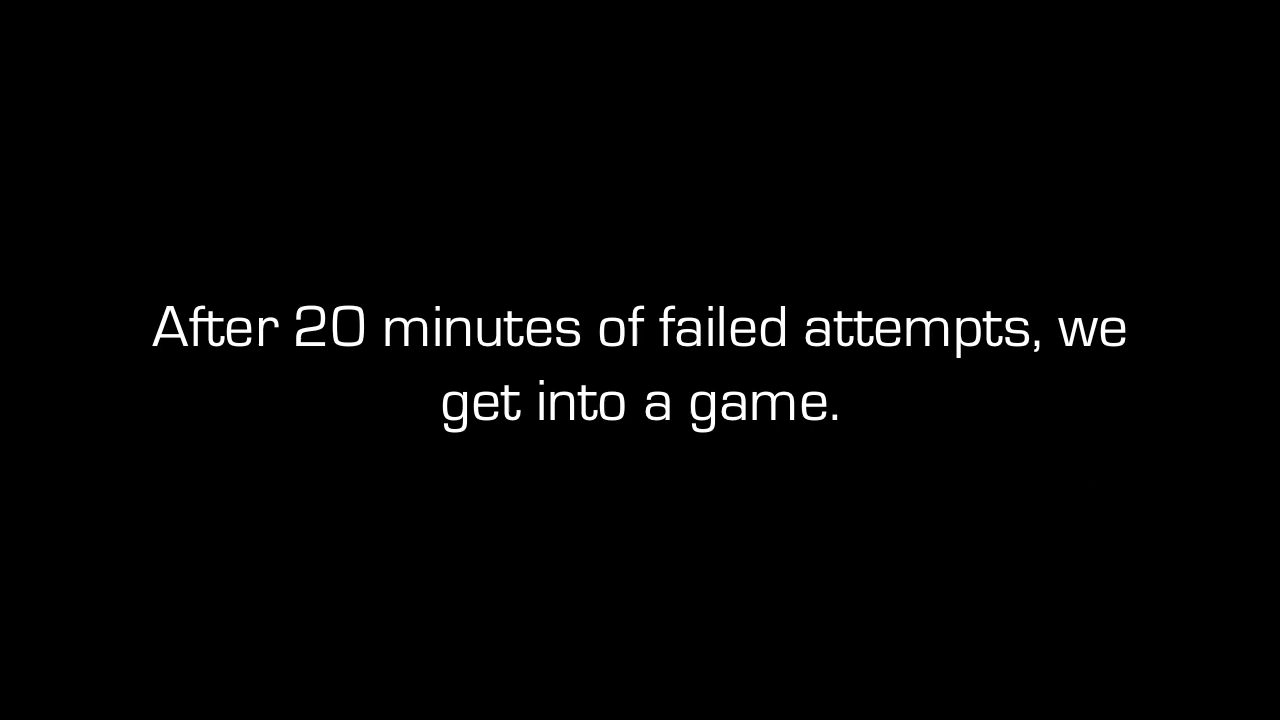 After 20 minutes of failed attempts, we
get into a game.